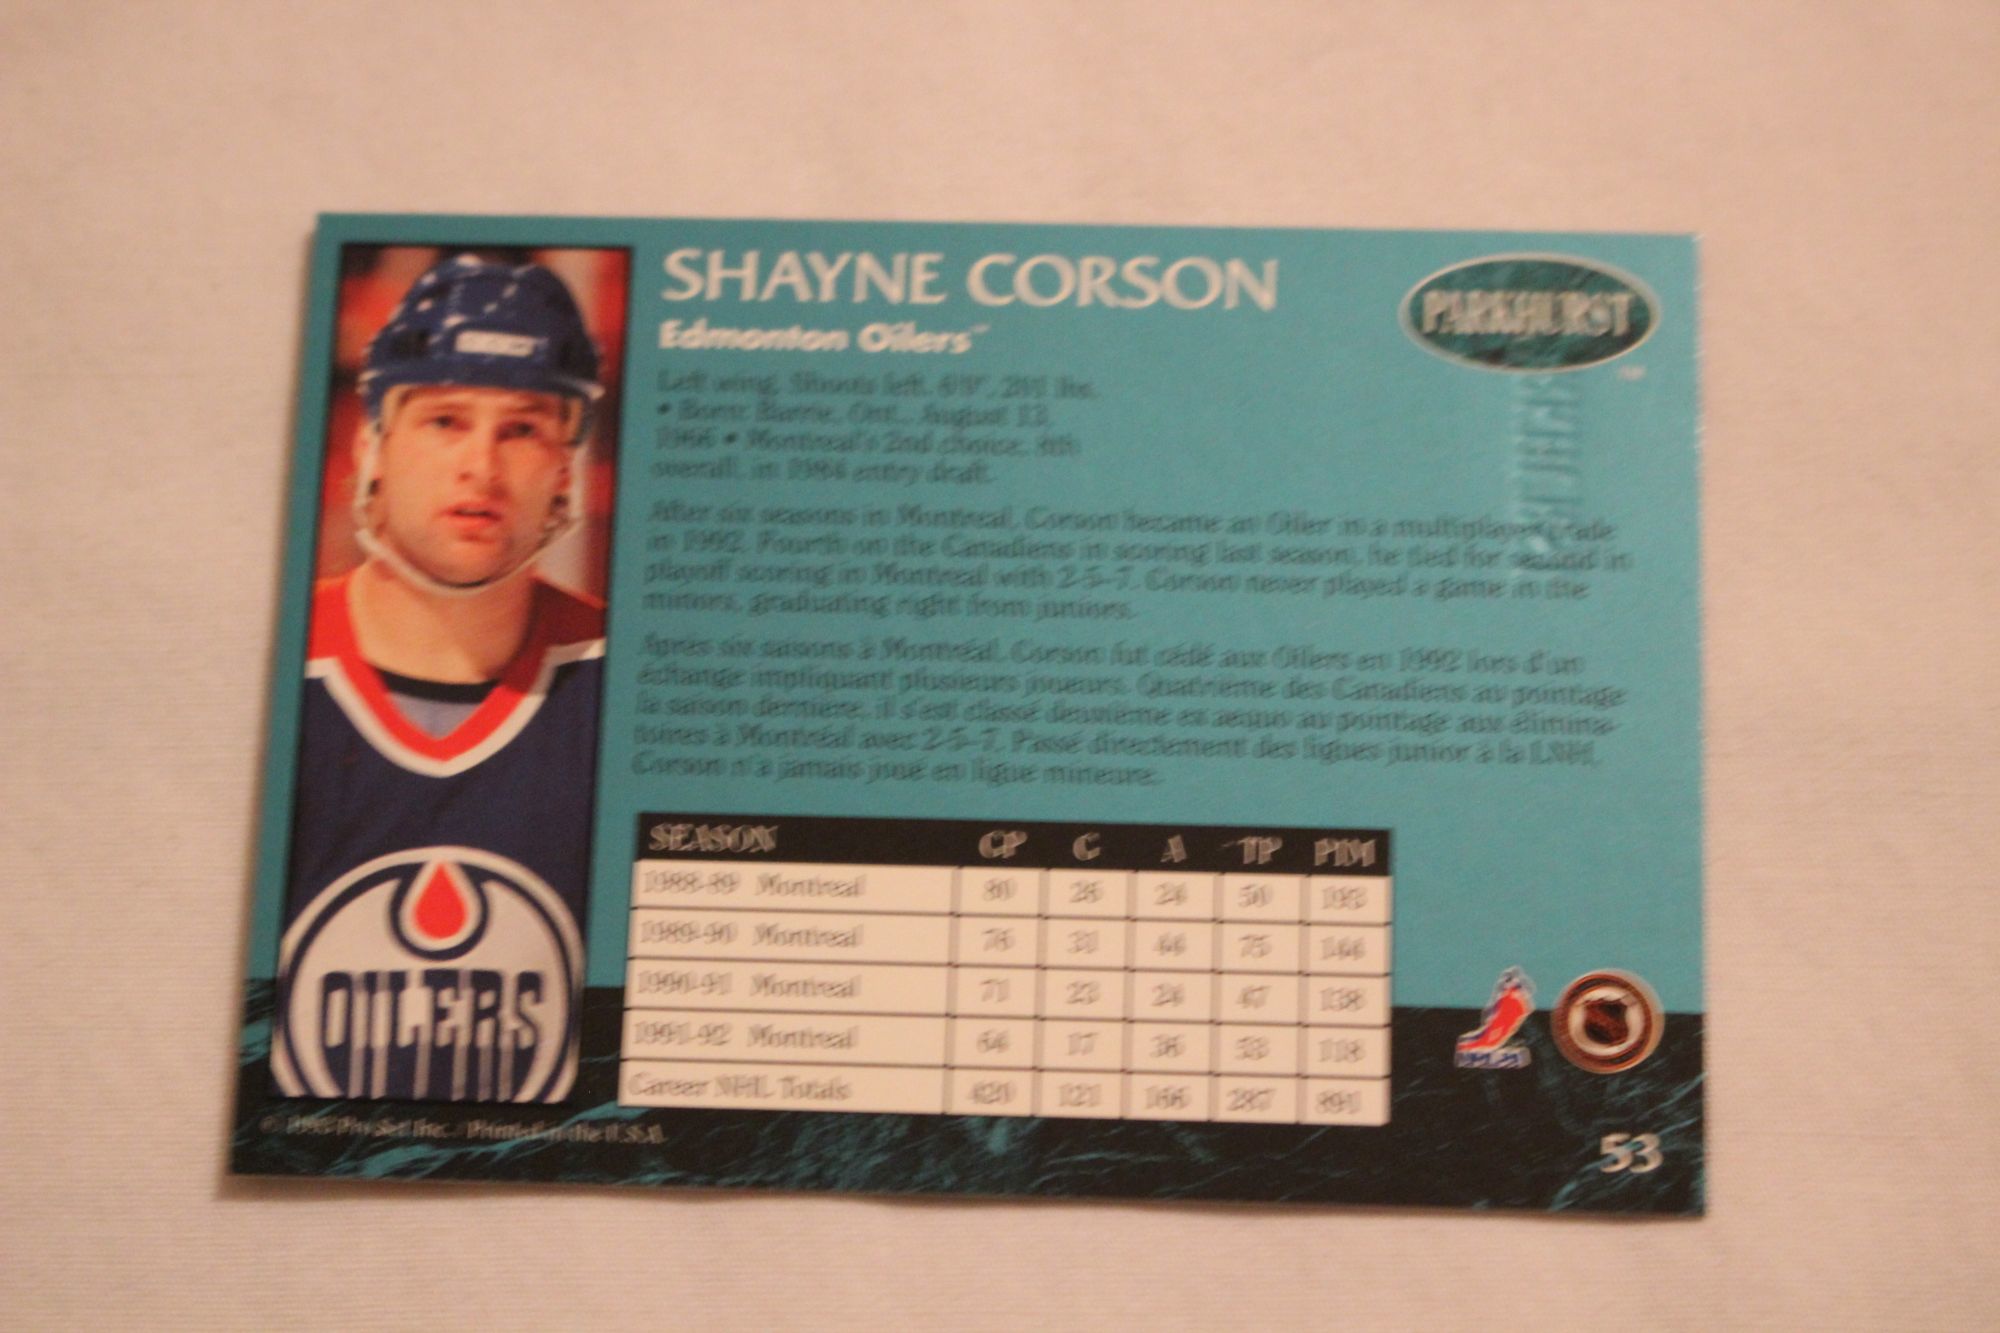 SHAYNE CORSON
PARKHURST
Edmonton Oilers™
Left wing. Shoots left. 6'0", 201 lbs.
• Born: Barrie, Ont., August 13,
1966 • Montreal's 2nd choice, 8th
overall, in 1984 entry draft.
After six seasons in Montreal, Corson became an Oiler in a multiplayer trade
in 1992. Fourth on the Canadiens in scoring last season, he tied for second in
playoff scoring in Montreal with 2-5-7. Corson never played a game in the
minors, graduating right from juniors.
Après six saisons à Montréal, Corson fut cédé aux Oilers en 1992 lors d'un
échange impliquant plusieurs joueurs. Quatrième des Canadiens au pointage
la saison dernière, il s'est classé deuxième ex aequo au pointage aux élimina-
toires à Montréal avec 2-5-7. Passé directement des lignes junior à la LNH,
Corson n'a jamais joué en ligue mineure.
SEASON GP G A TP PIM
1988-89 Montreal 80 26 24 50 193
1989-90 Montreal 76 31 44 75 144
1990-91 Montreal 71 23 24 47 138
1991-92 Montreal 64 17 36 53 118
Career NHL Totals 420 121 166 287 891
OILERS
© 1992 Pro Set Inc. Printed in the U.S.A.
53